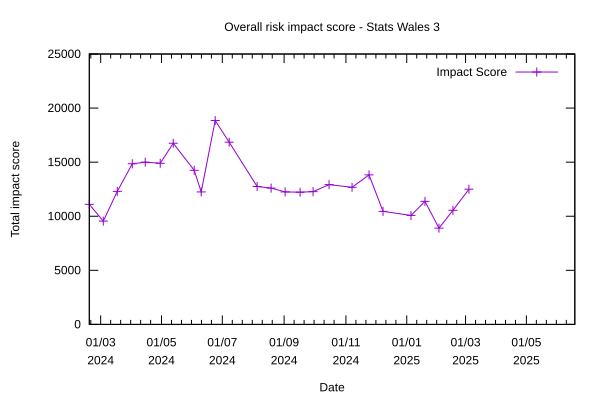 Overall risk impact score - Stats Wales 3
25000
20000
15000
10000
5000
0
Total impact score
Impact Score
01/03 01/05 01/07 01/09 01/11 01/01 01/03 01/05
2024 2024 2024 2024 2024 2025 2025 2025
Date